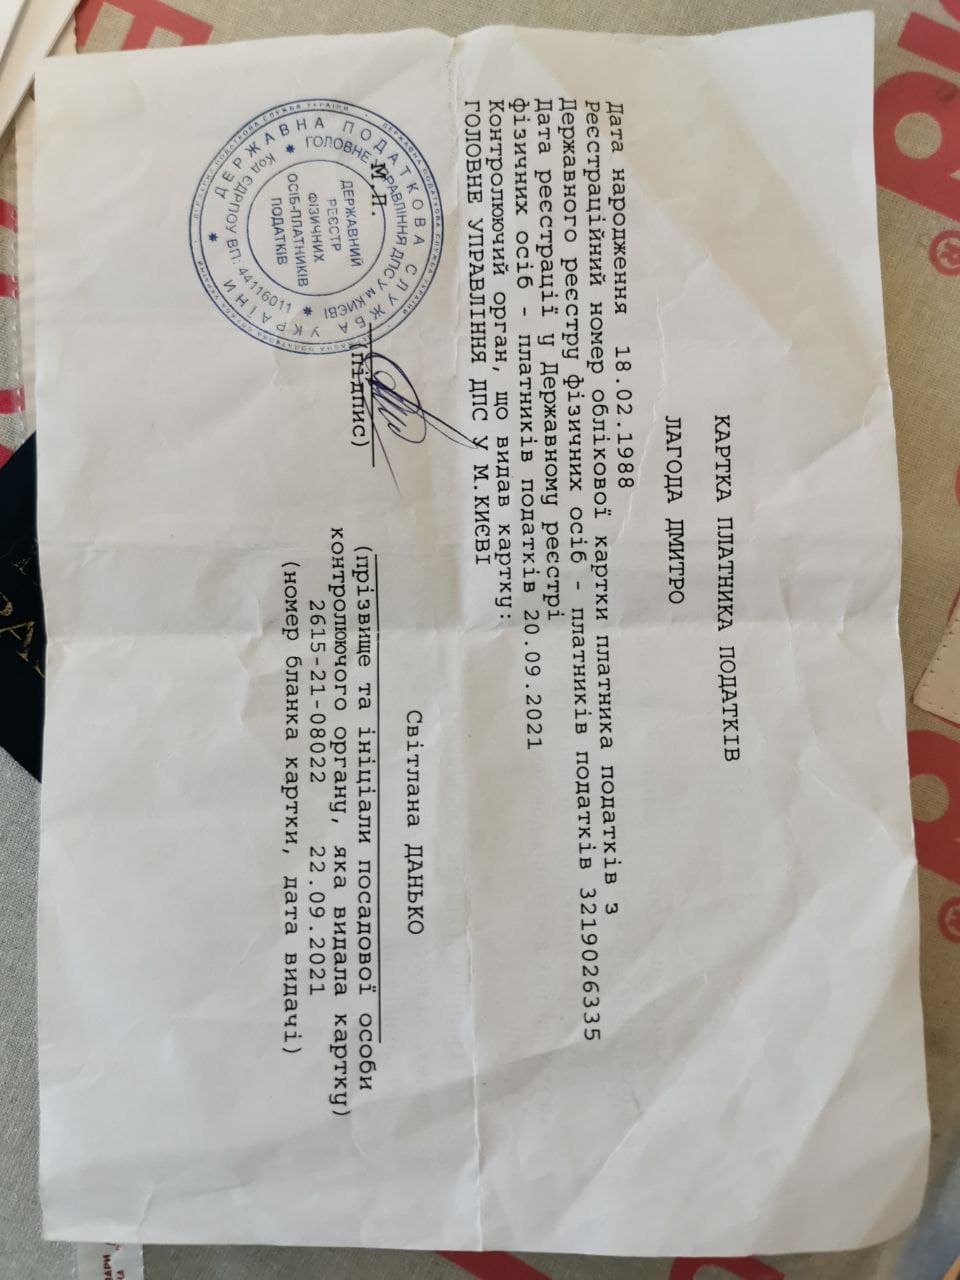 КАРТКА ПЛАТНИКА ПОДАТКІВ
ЛАГОДА ДМИТРО
Дата народження 18.02.1988
Реєстраційний номер облікової картки платника податків з
Державного реєстру фізичних осіб - платників податків 3219026335
Дата реєстрації у Державному реєстрі
фізичних осіб - платників податків 20.09.2021
Контролюючий орган, що видав картку:
ГОЛОВНЕ УПРАВЛІННЯ ДПС У М.КИЄВІ
Світлана ДАНЬКО
М.П.
(підпис)
(прізвище та ініціали посадової особи
контролюючого органу, яка видала картку)
2615-21-08022 22.09.2021
(номер бланка картки, дата видачі)
ДЕРЖАВНА ПОДАТКОВА СЛУЖБА УКРАЇНИ
ГОЛОВНЕ УПРАВЛІННЯ ДПС У М.КИЄВІ
Код ЄДРПОУ ВП: 44116011
ДЕРЖАВНИЙ
РЕЄСТР
ФІЗИЧНИХ
ОСІБ-ПЛАТНИКІВ
ПОДАТКІВ